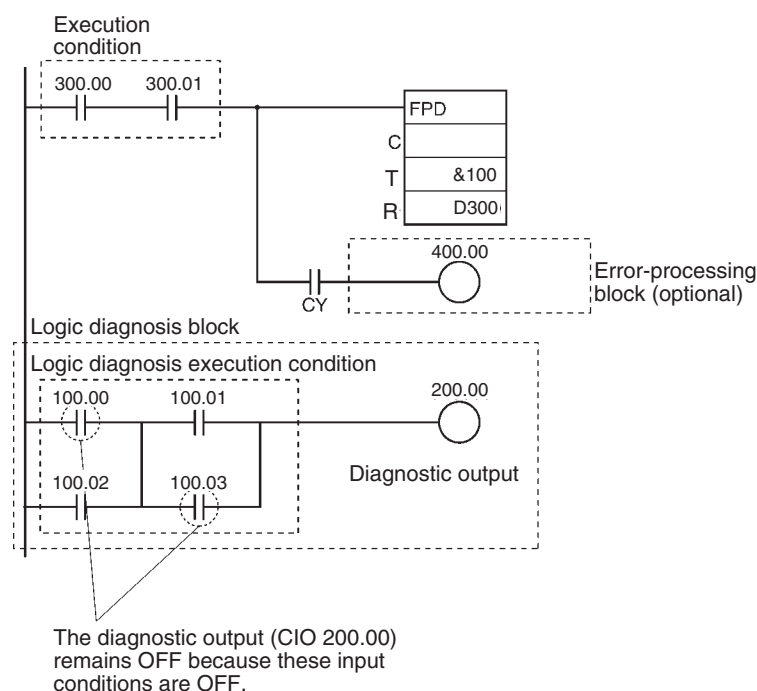 Execution
condition
300.00 300.01
FPD
C
T &100
R D300
400.00
CY
Error-processing
block (optional)
Logic diagnosis block
Logic diagnosis execution condition
100.00 100.01 200.00
Diagnostic output
100.02 100.03
The diagnostic output (CIO 200.00)
remains OFF because these input
conditions are OFF.